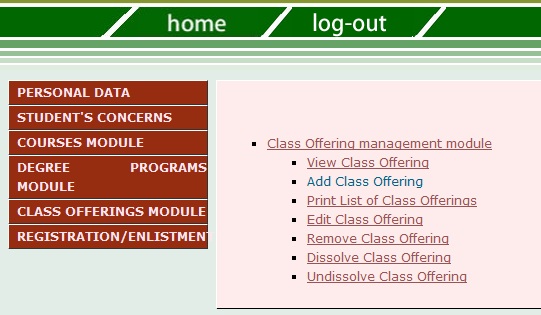 home log-out
PERSONAL DATA
STUDENT'S CONCERNS
COURSES MODULE
DEGREE PROGRAMS
MODULE
CLASS OFFERINGS MODULE
REGISTRATION/ENLISTMENT
Class Offering management module
View Class Offering
Add Class Offering
Print List of Class Offerings
Edit Class Offering
Remove Class Offering
Dissolve Class Offering
Undissolve Class Offering